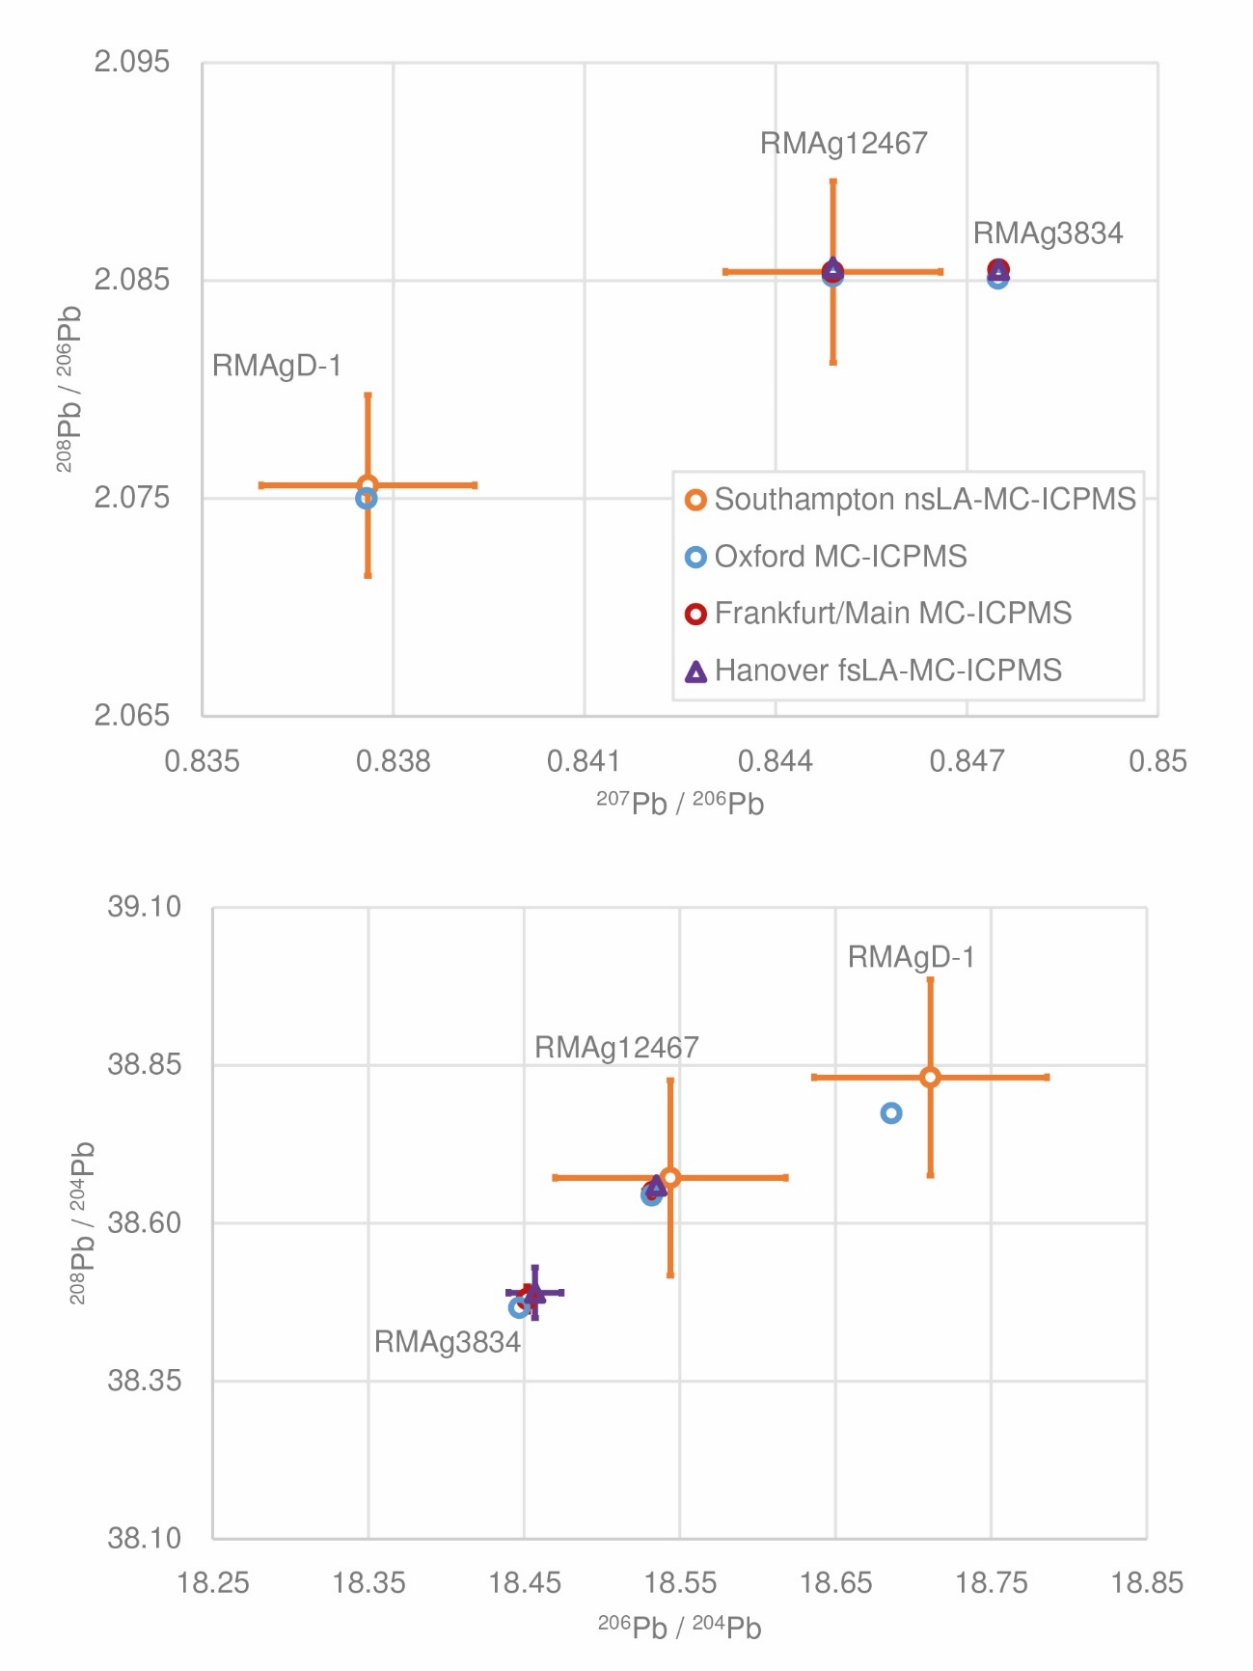 2.095
RMAg12467
RMAg3834
2.085
RMAgD-1
²⁰⁸Pb / ²⁰⁶Pb
2.075
Southampton nsLA-MC-ICPMS
Oxford MC-ICPMS
Frankfurt/Main MC-ICPMS
Hanover fsLA-MC-ICPMS
2.065
0.835 0.838 0.841 0.844 0.847 0.85
²⁰⁷Pb / ²⁰⁶Pb
39.10
RMAgD-1
RMAg12467
38.85
²⁰⁸Pb / ²⁰⁴Pb
38.60
RMAg3834
38.35
38.10
18.25 18.35 18.45 18.55 18.65 18.75 18.85
²⁰⁶Pb / ²⁰⁴Pb